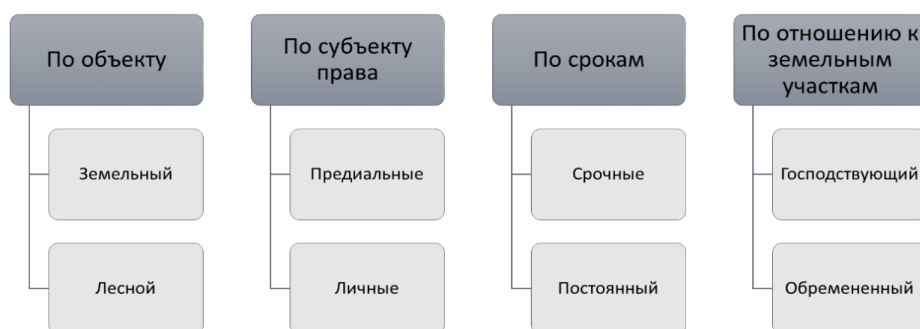 По объекту
Земельный
Лесной
По субъекту
права
Предиальные
Личные
По срокам
Срочные
Постоянный
По отношению к
земельным
участкам
Господствующий
Обремененный